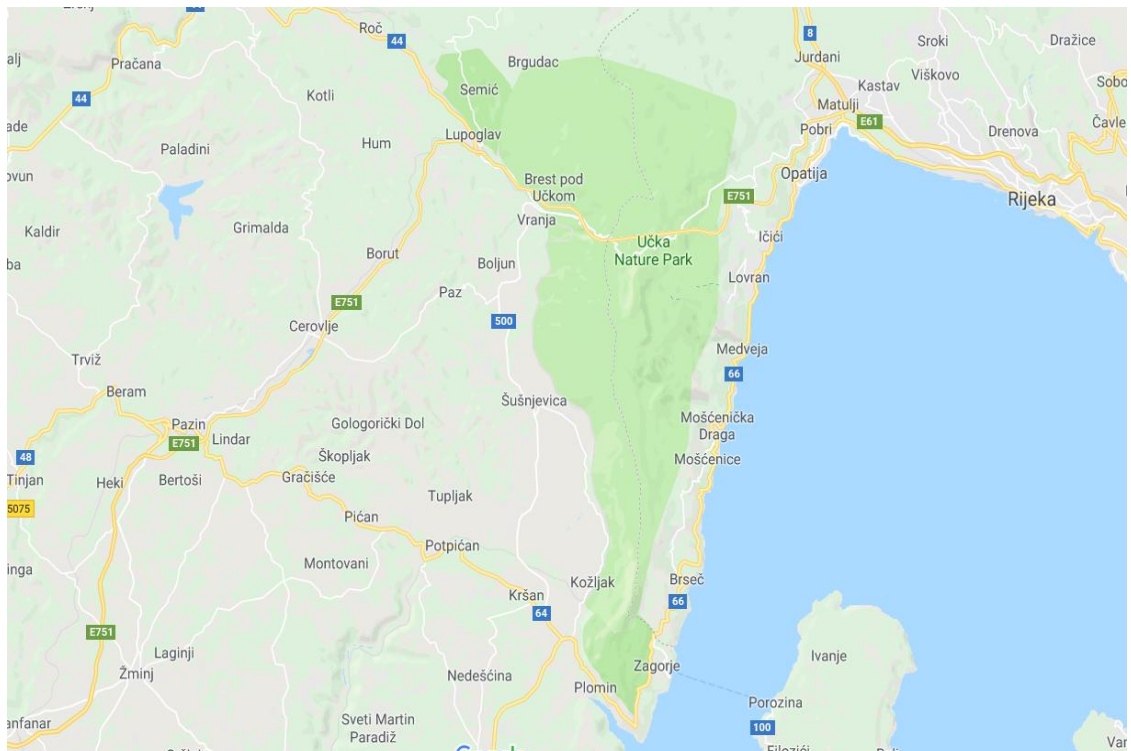 44
Roč
44
8
Jurdani
Sroki
Dražice
Pračana
Brgudac
Viškovo
Kastav
Semić
Kotli
44
Matulji
E61
Pobri
Drenova
Lupoglav
Hum
Paladini
Opatija
Brest pod
Učkom
E751
Rijeka
Vranja
Kaldir
Grimalda
Učka
Nature Park
Ičići
Borut
Boljun
Lovran
Paz
E751
500
Cerovlje
Medveja
Trviž
66
Beram
Šušnjevica
Mošćenička
Draga
Gologorički Dol
Pazin
E751
Lindar
48
Škopljak
Mošćenice
Tinjan
Heki
Bertoši
Gračišće
Tupljak
5075
Pićan
Potpićan
Montovani
Kožljak
Brseč
Kršan
64
66
E751
Laginji
Ivanje
Žminj
Zagorje
Nedešćina
Plomin
Porozina
Sveti Martin
Paradiž
100